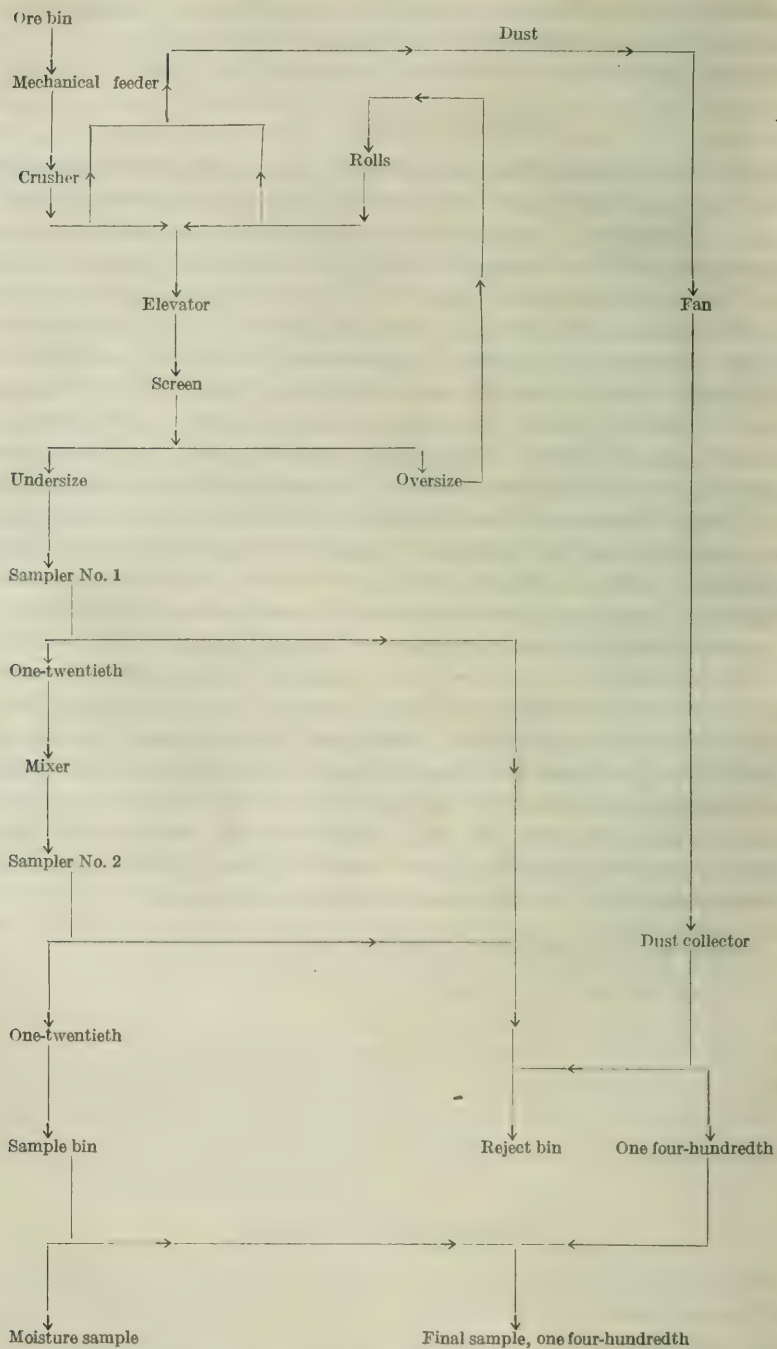 Ore bin
Dust
Mechanical feeder
Rolls
Crusher
Elevator
Fan
Screen
Undersize
Oversize
Sampler No. 1
One-twentieth
Mixer
Sampler No. 2
Dust collector
One-twentieth
Sample bin
Reject bin
One four-hundredth
Moisture sample
Final sample, one four-hundredth